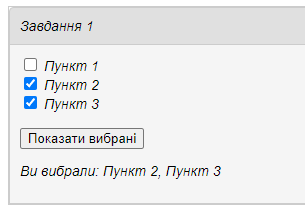 Завдання 1
Пункт 1
Пункт 2
Пункт 3
Показати вибрані
Ви вибрали: Пункт 2, Пункт 3